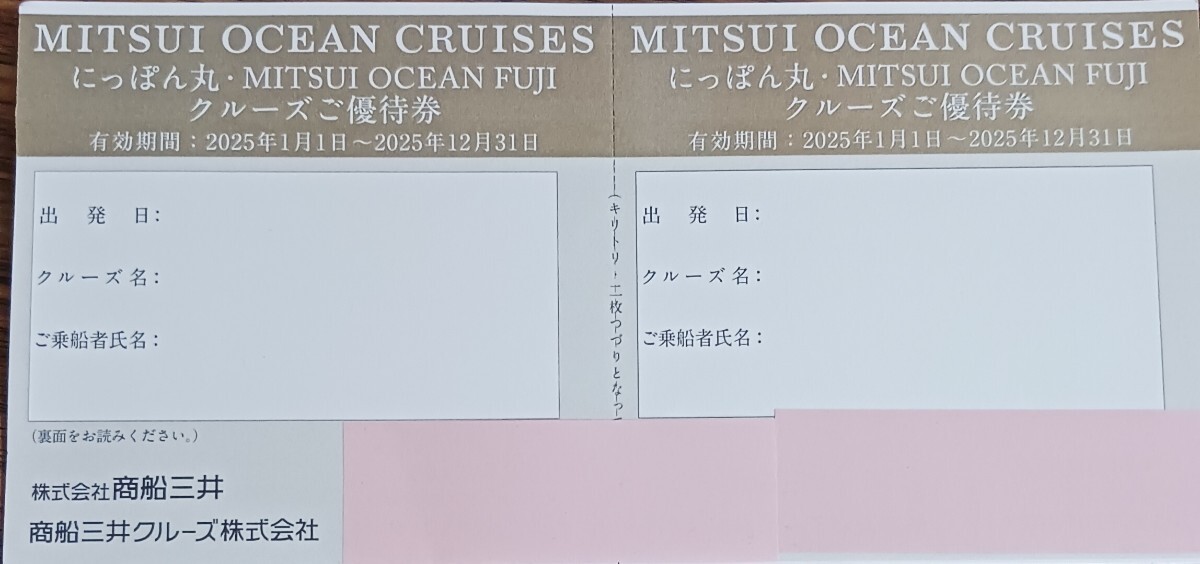 MITSUI OCEAN CRUISES
にっぽん丸・MITSUI OCEAN FUJI
クルーズご優待券
有効期間：2025年1月1日～2025年12月31日
出発日：
クルーズ名：
ご乗船者氏名：
(裏面をお読みください。)
株式会社商船三井
商船三井クルーズ株式会社
(キリトリ・二枚つづりとなって
MITSUI OCEAN CRUISES
にっぽん丸・MITSUI OCEAN FUJI
クルーズご優待券
有効期間：2025年1月1日～2025年12月31日
出発日：
クルーズ名：
ご乗船者氏名：